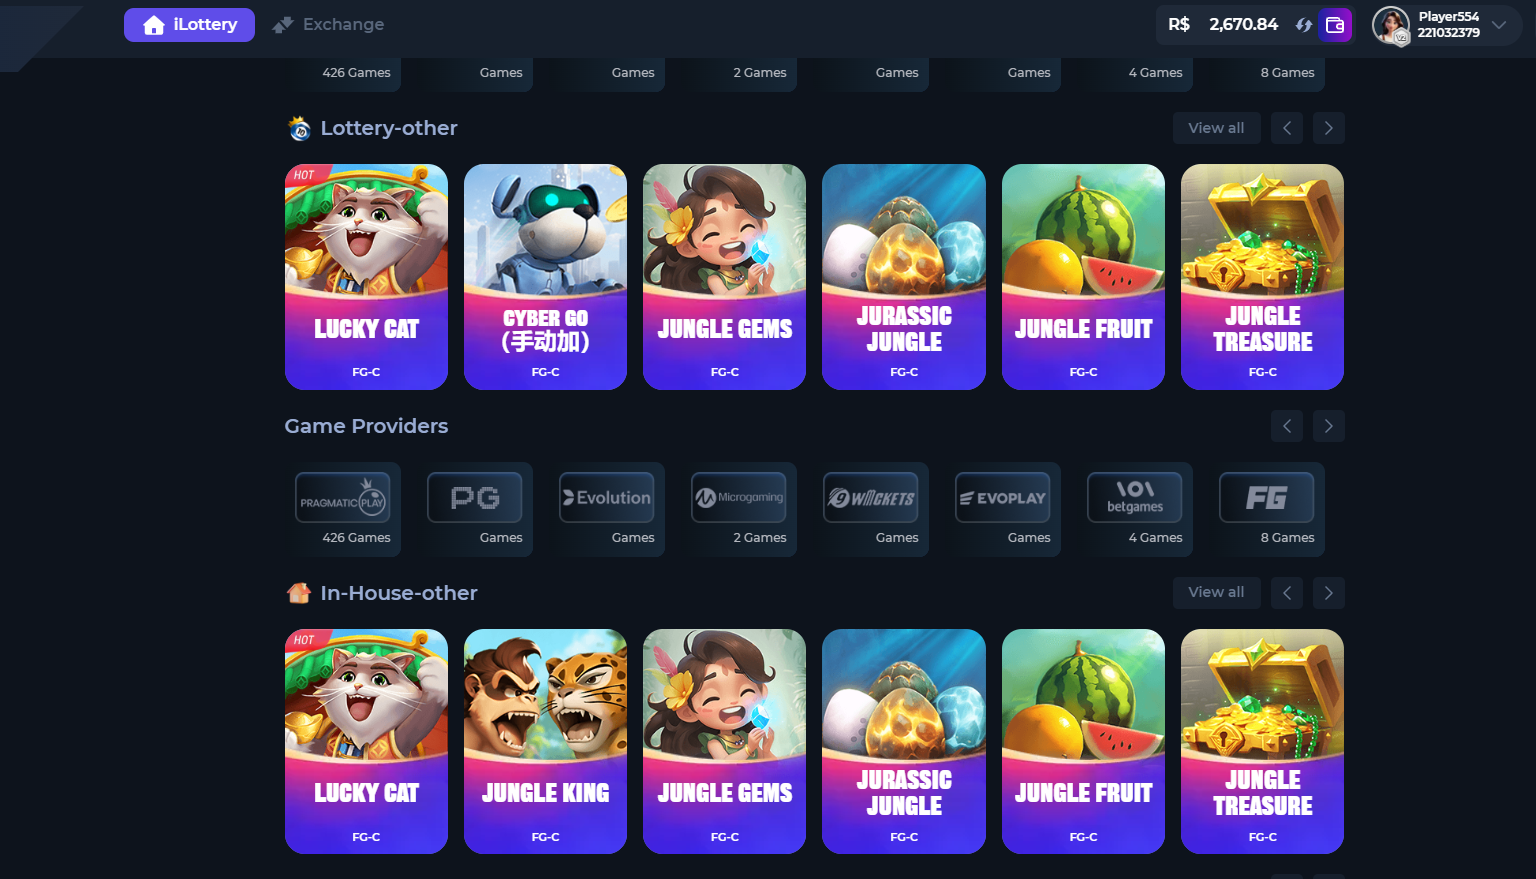 iLottery
Exchange
R$ 2,670.84
Player554
221032379
V2
426 Games
Games
Games
2 Games
Games
Games
4 Games
8 Games
Lottery-other
View all
HOT
LUCKY CAT
FG-C
CYBER GO
(手动加)
FG-C
JUNGLE GEMS
FG-C
JURASSIC
JUNGLE
FG-C
JUNGLE FRUIT
FG-C
JUNGLE
TREASURE
FG-C
Game Providers
PRAGMATIC PLAY
426 Games
PG
Games
Evolution
Games
Microgaming
2 Games
9WICKETS
Games
EVOPLAY
Games
betgames
4 Games
FG
8 Games
In-House-other
View all
HOT
LUCKY CAT
FG-C
JUNGLE KING
FG-C
JUNGLE GEMS
FG-C
JURASSIC
JUNGLE
FG-C
JUNGLE FRUIT
FG-C
JUNGLE
TREASURE
FG-C